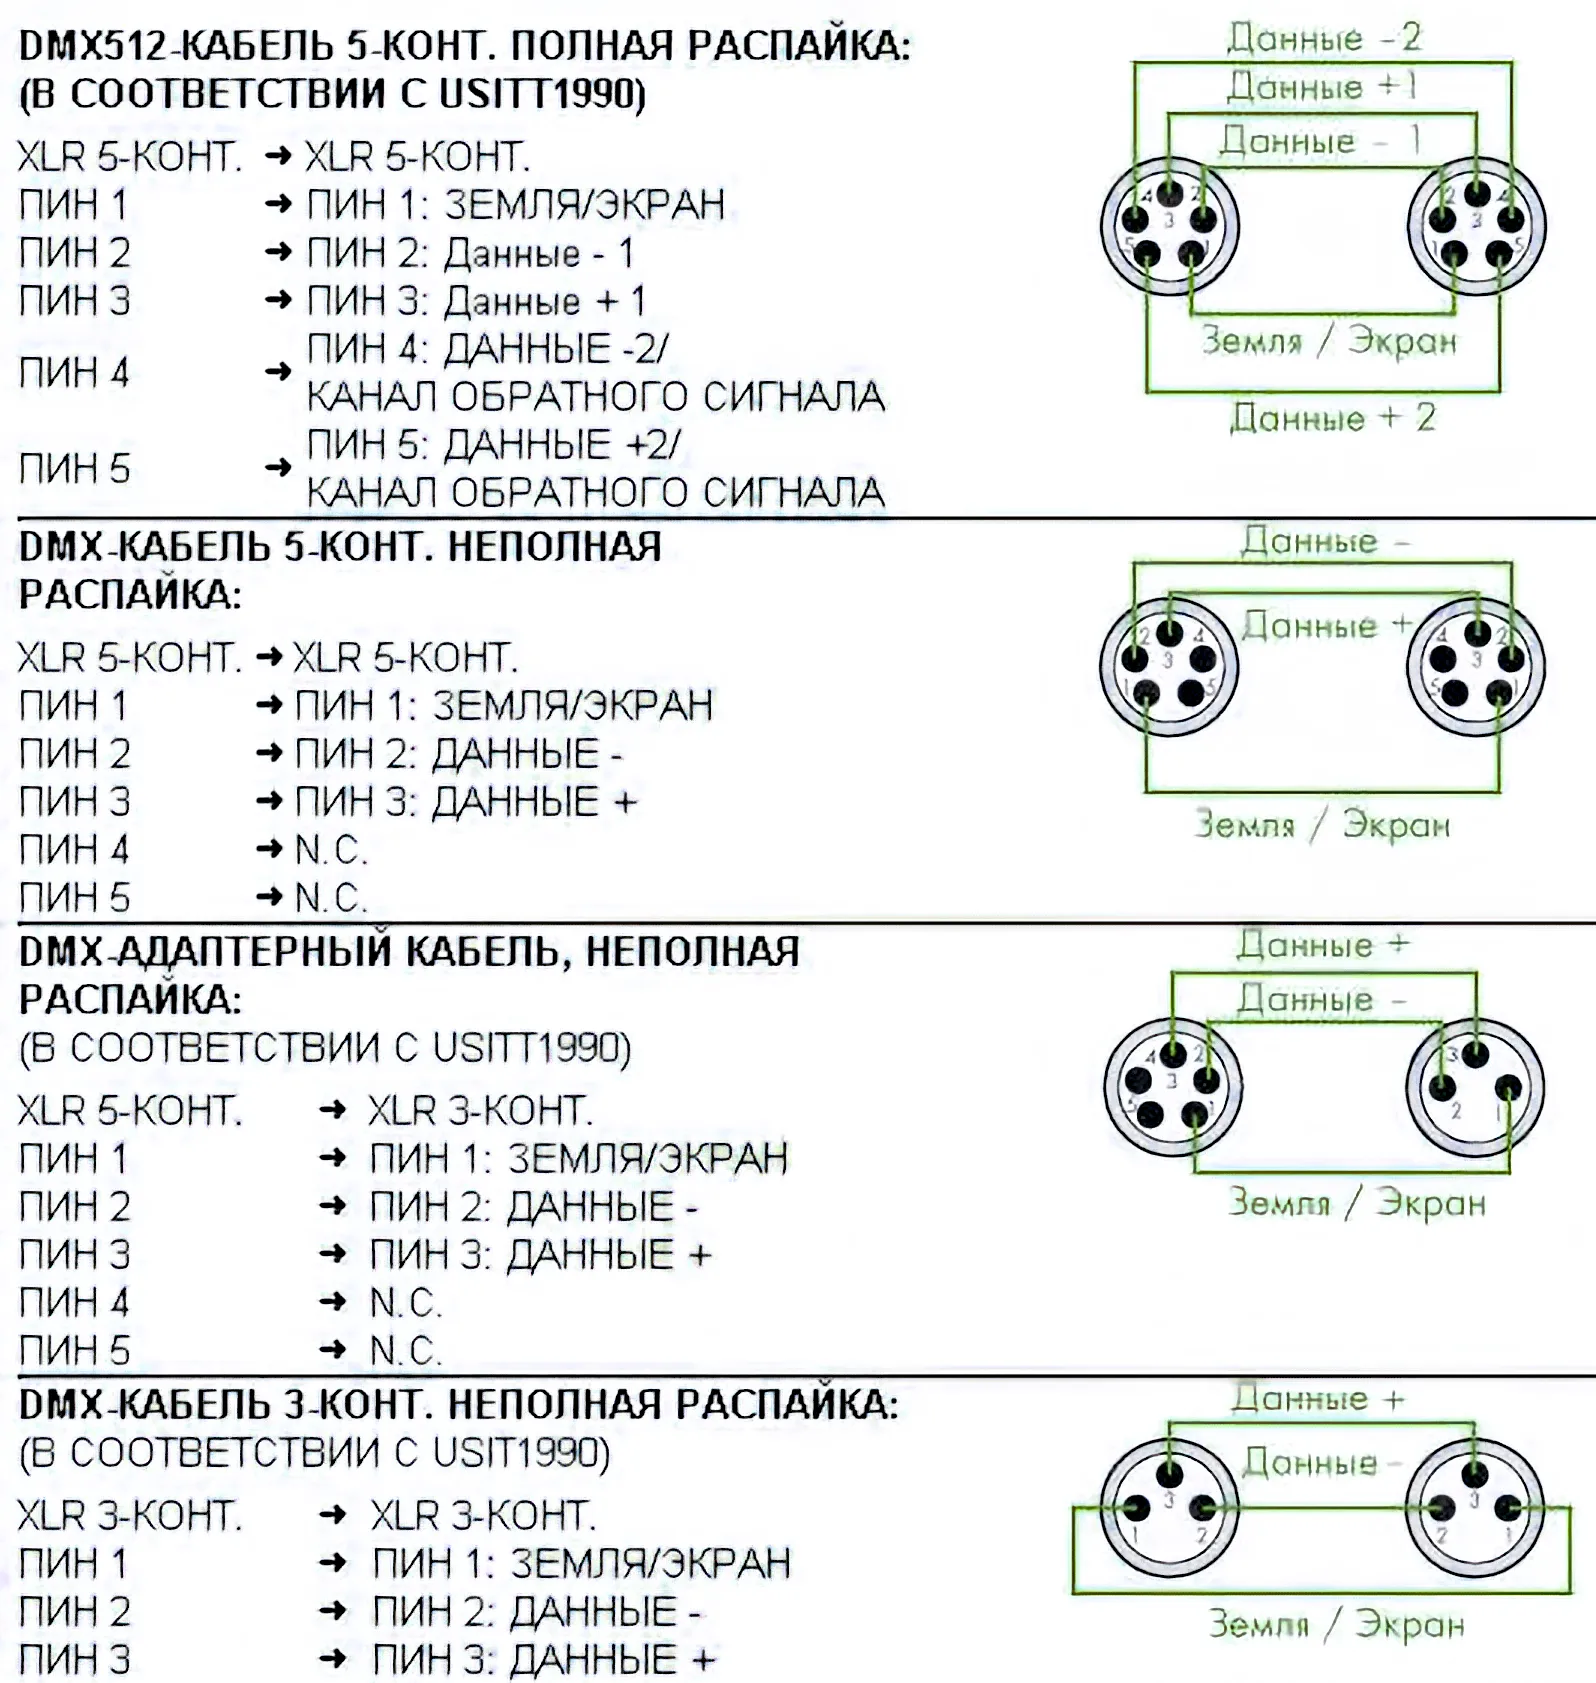 DMX512-КАБЕЛЬ 5-КОНТ. ПОЛНАЯ РАСПАЙКА:
(В СООТВЕТСТВИИ С USITT1990)
XLR 5-КОНТ. → XLR 5-КОНТ.
ПИН 1 → ПИН 1: ЗЕМЛЯ/ЭКРАН
ПИН 2 → ПИН 2: Данные - 1
ПИН 3 → ПИН 3: Данные + 1
ПИН 4 → ПИН 4: ДАННЫЕ -2/
КАНАЛ ОБРАТНОГО СИГНАЛА
ПИН 5 → ПИН 5: ДАННЫЕ +2/
КАНАЛ ОБРАТНОГО СИГНАЛА
Данные - 2
Данные + 1
Данные - 1
4 2 2 4
3 3
5 1 1 5
Земля / Экран
Данные + 2
DMX-КАБЕЛЬ 5-КОНТ. НЕПОЛНАЯ
РАСПАЙКА:
XLR 5-КОНТ. → XLR 5-КОНТ.
ПИН 1 → ПИН 1: ЗЕМЛЯ/ЭКРАН
ПИН 2 → ПИН 2: ДАННЫЕ -
ПИН 3 → ПИН 3: ДАННЫЕ +
ПИН 4 → N.C.
ПИН 5 → N.C.
Данные -
Данные +
2 4 4 2
3 3
1 5 5 1
Земля / Экран
DMX-АДАПТЕРНЫЙ КАБЕЛЬ, НЕПОЛНАЯ
РАСПАЙКА:
(В СООТВЕТСТВИИ С USITT1990)
XLR 5-КОНТ. → XLR 3-КОНТ.
ПИН 1 → ПИН 1: ЗЕМЛЯ/ЭКРАН
ПИН 2 → ПИН 2: ДАННЫЕ -
ПИН 3 → ПИН 3: ДАННЫЕ +
ПИН 4 → N.C.
ПИН 5 → N.C.
Данные +
Данные -
4 2 3
3
5 1 2 1
Земля / Экран
DMX-КАБЕЛЬ 3-КОНТ. НЕПОЛНАЯ РАСПАЙКА:
(В СООТВЕТСТВИИ С USIT1990)
XLR 3-КОНТ. → XLR 3-КОНТ.
ПИН 1 → ПИН 1: ЗЕМЛЯ/ЭКРАН
ПИН 2 → ПИН 2: ДАННЫЕ -
ПИН 3 → ПИН 3: ДАННЫЕ +
Данные +
Данные -
3 3
1 2 2 1
Земля / Экран